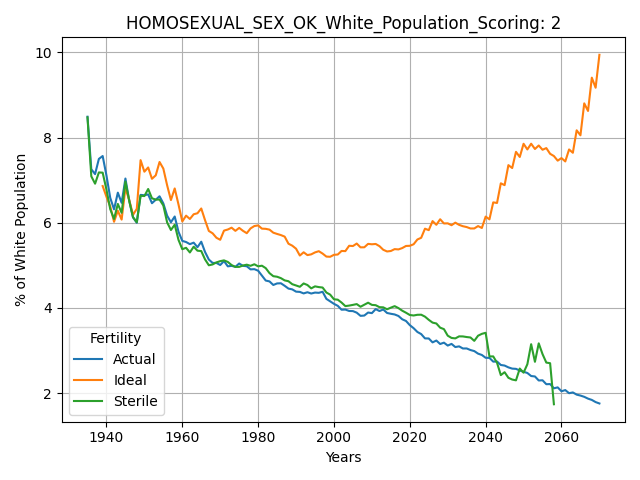 HOMOSEXUAL_SEX_OK_White_Population_Scoring: 2
% of White Population
10
8
6
4
2
Fertility
Actual
Ideal
Sterile
1940 1960 1980 2000 2020 2040 2060
Years